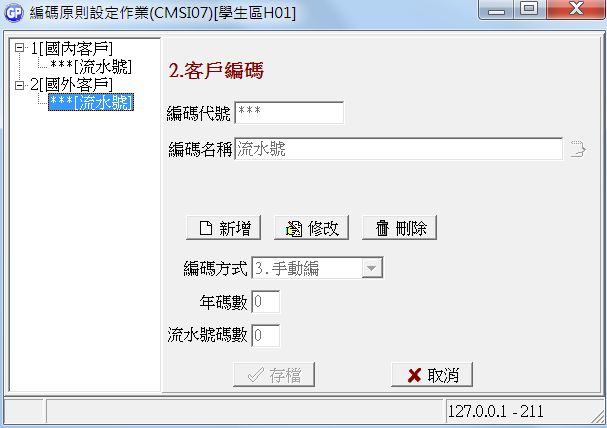 GP 編碼原則設定作業(CMSI07)[學生區H01]
1[國內客戶]
***[流水號]
2[國外客戶]
***[流水號]
2.客戶編碼
編碼代號 ***
編碼名稱 流水號
新增 修改 刪除
編碼方式 3.手動編
年碼數 0
流水號碼數 0
存檔 取消
127.0.0.1 - 211